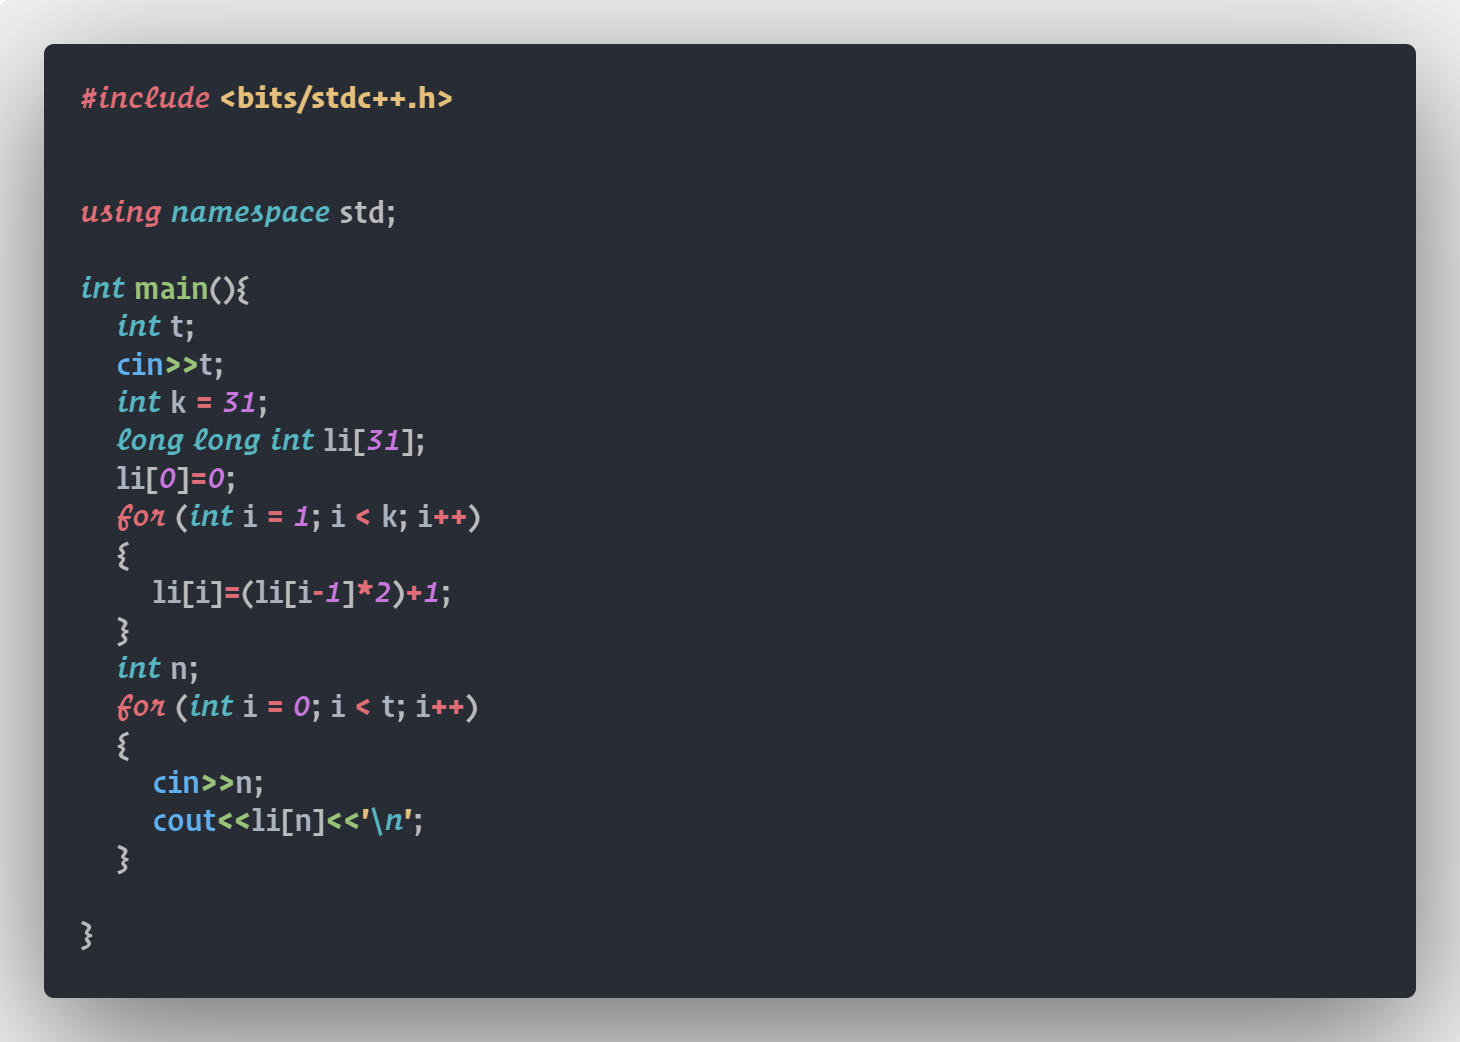 #include <bits/stdc++.h>
using namespace std;
int main(){
int t;
cin>>t;
int k = 31;
long long int li[31];
li[0]=0;
for (int i = 1; i < k; i++)
{
li[i]=(li[i-1]*2)+1;
}
int n;
for (int i = 0; i < t; i++)
{
cin>>n;
cout<<li[n]<<'\n';
}
}